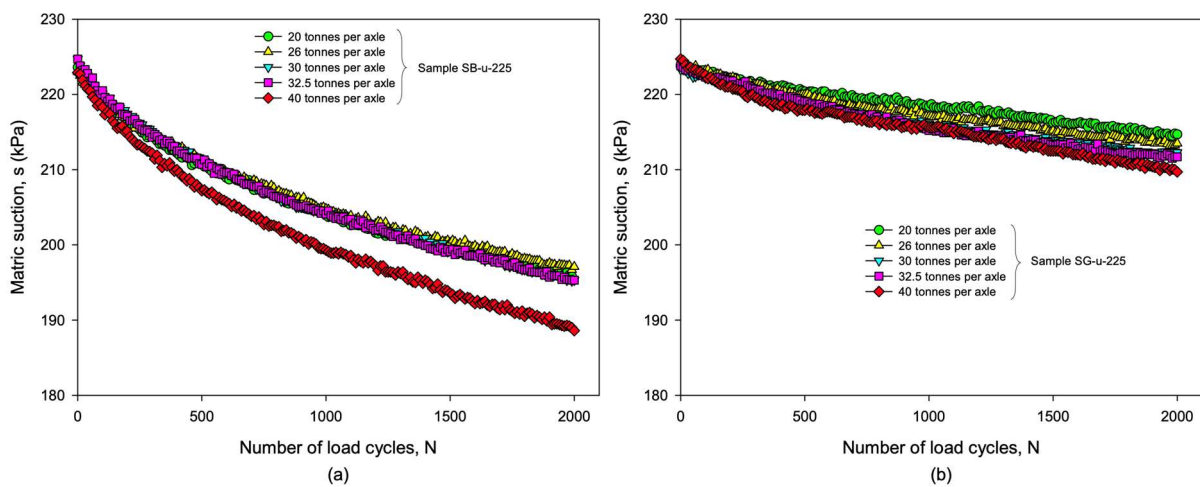 230
220
210
200
190
180
Matric suction, s (kPa)
20 tonnes per axle
26 tonnes per axle
30 tonnes per axle
32.5 tonnes per axle
40 tonnes per axle
Sample SB-u-225
0
500
1000
1500
2000
Number of load cycles, N
(a)
230
220
210
200
190
180
Matric suction, s (kPa)
20 tonnes per axle
26 tonnes per axle
30 tonnes per axle
32.5 tonnes per axle
40 tonnes per axle
Sample SG-u-225
0
500
1000
1500
2000
Number of load cycles, N
(b)